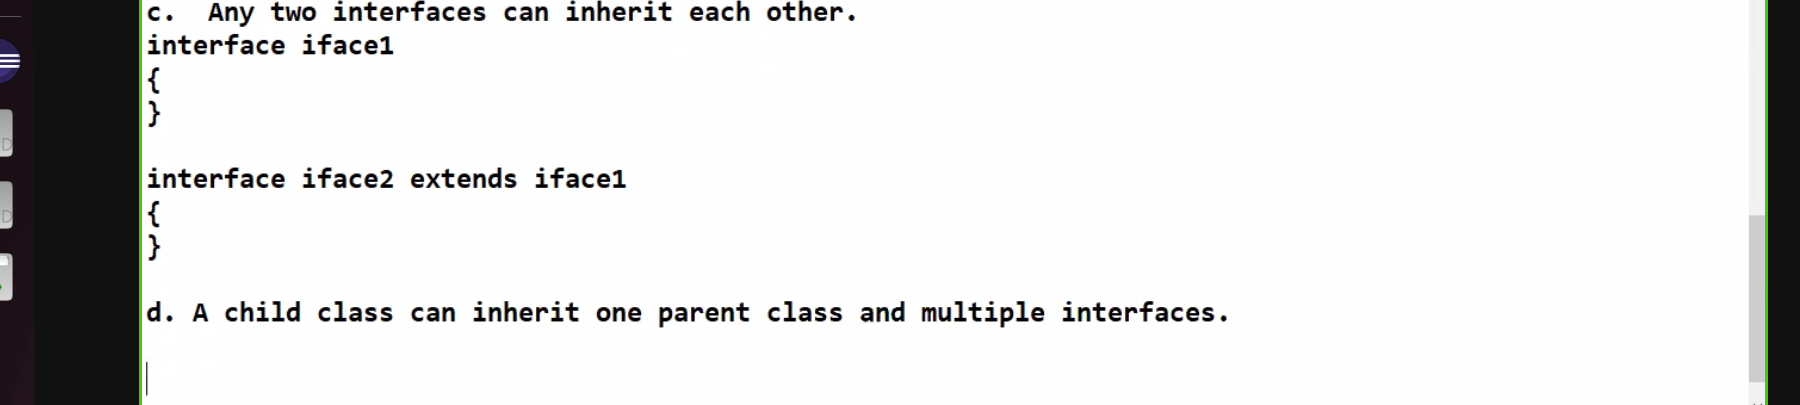 c.  Any two interfaces can inherit each other.
interface iface1
{
}
interface iface2 extends iface1
{
}
d. A child class can inherit one parent class and multiple interfaces.
D
D